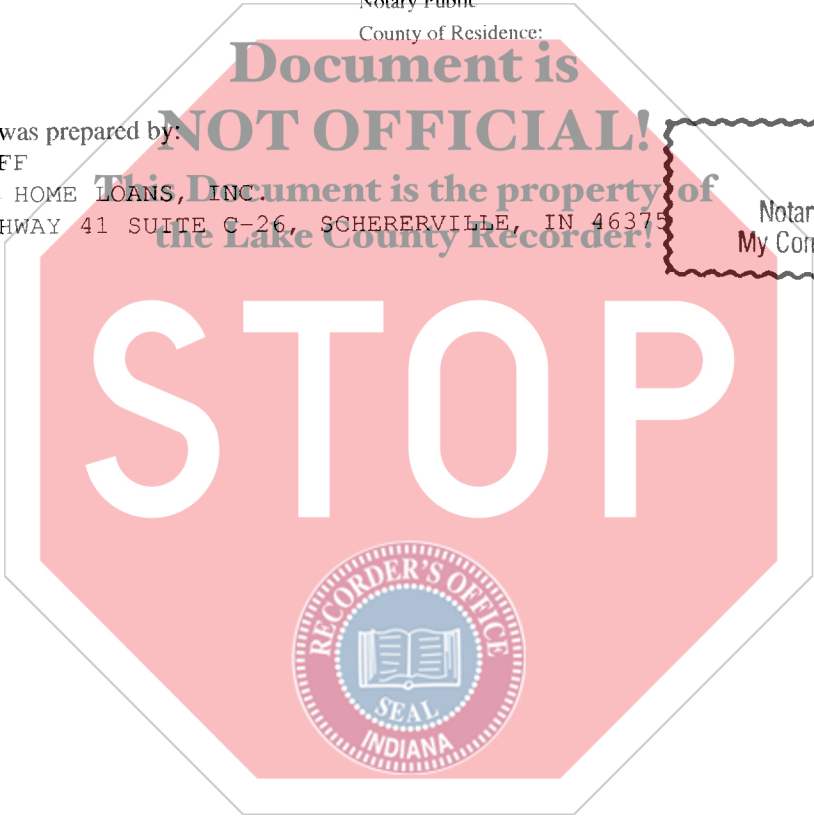 Notary Public
County of Residence:
Document is
NOT OFFICIAL!
was prepared by:
FF
HOME LOANS, INC.
This Document is the property of
HWAY 41 SUITE C-26, SCHERERVILLE, IN 46375
the Lake County Recorder!
Notar
My Con
STOP
RECORDER'S OFFICE
SEAL
INDIANA